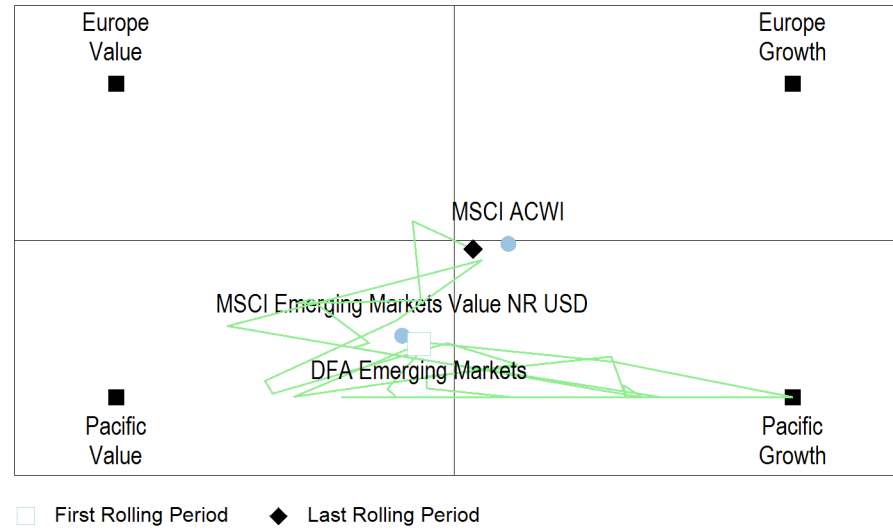 Europe
Value
Europe
Growth
MSCI ACWI
MSCI Emerging Markets Value NR USD
DFA Emerging Markets
Pacific
Value
Pacific
Growth
First Rolling Period
Last Rolling Period